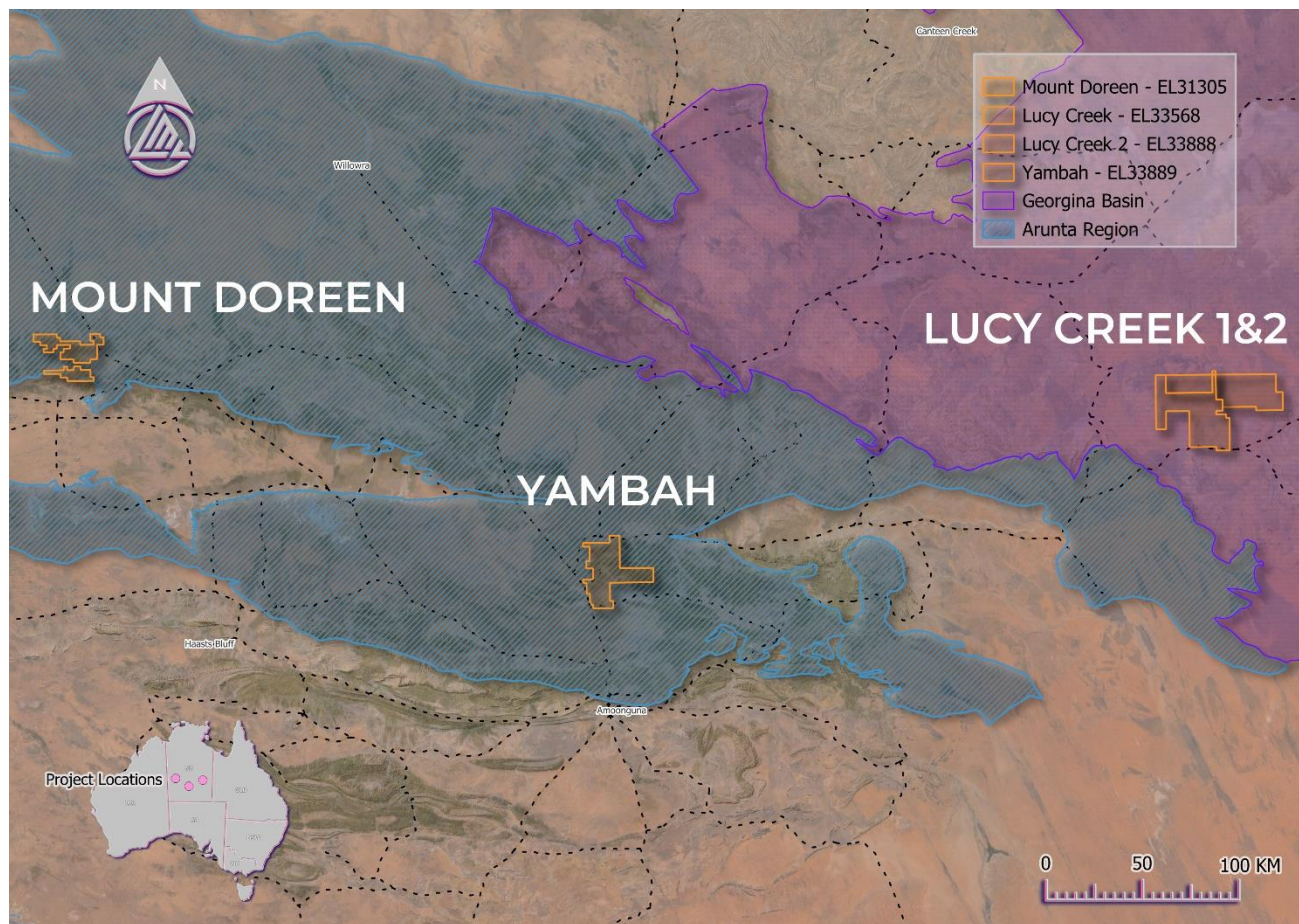 Canteen Creek
N
Mount Doreen - EL31305
Lucy Creek - EL33568
Lucy Creek 2 - EL33888
Yambah - EL33889
Georgina Basin
Arunta Region
Willowra
MOUNT DOREEN
LUCY CREEK 1&2
YAMBAH
Haasts Bluff
Amoonguna
Project Locations
0 50 100 KM